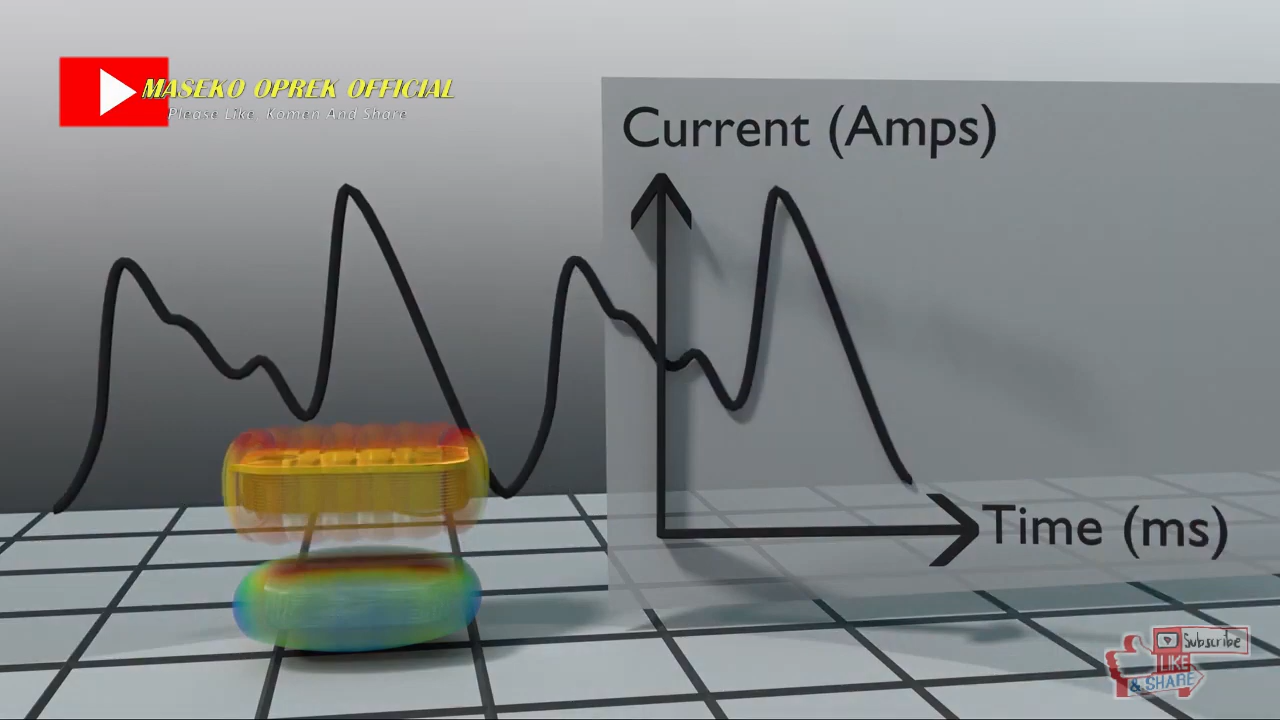 MASEKO OPREK OFFICIAL
Please Like, Komen And Share
Current (Amps)
Time (ms)
Subscribe
LIKE
& SHARE